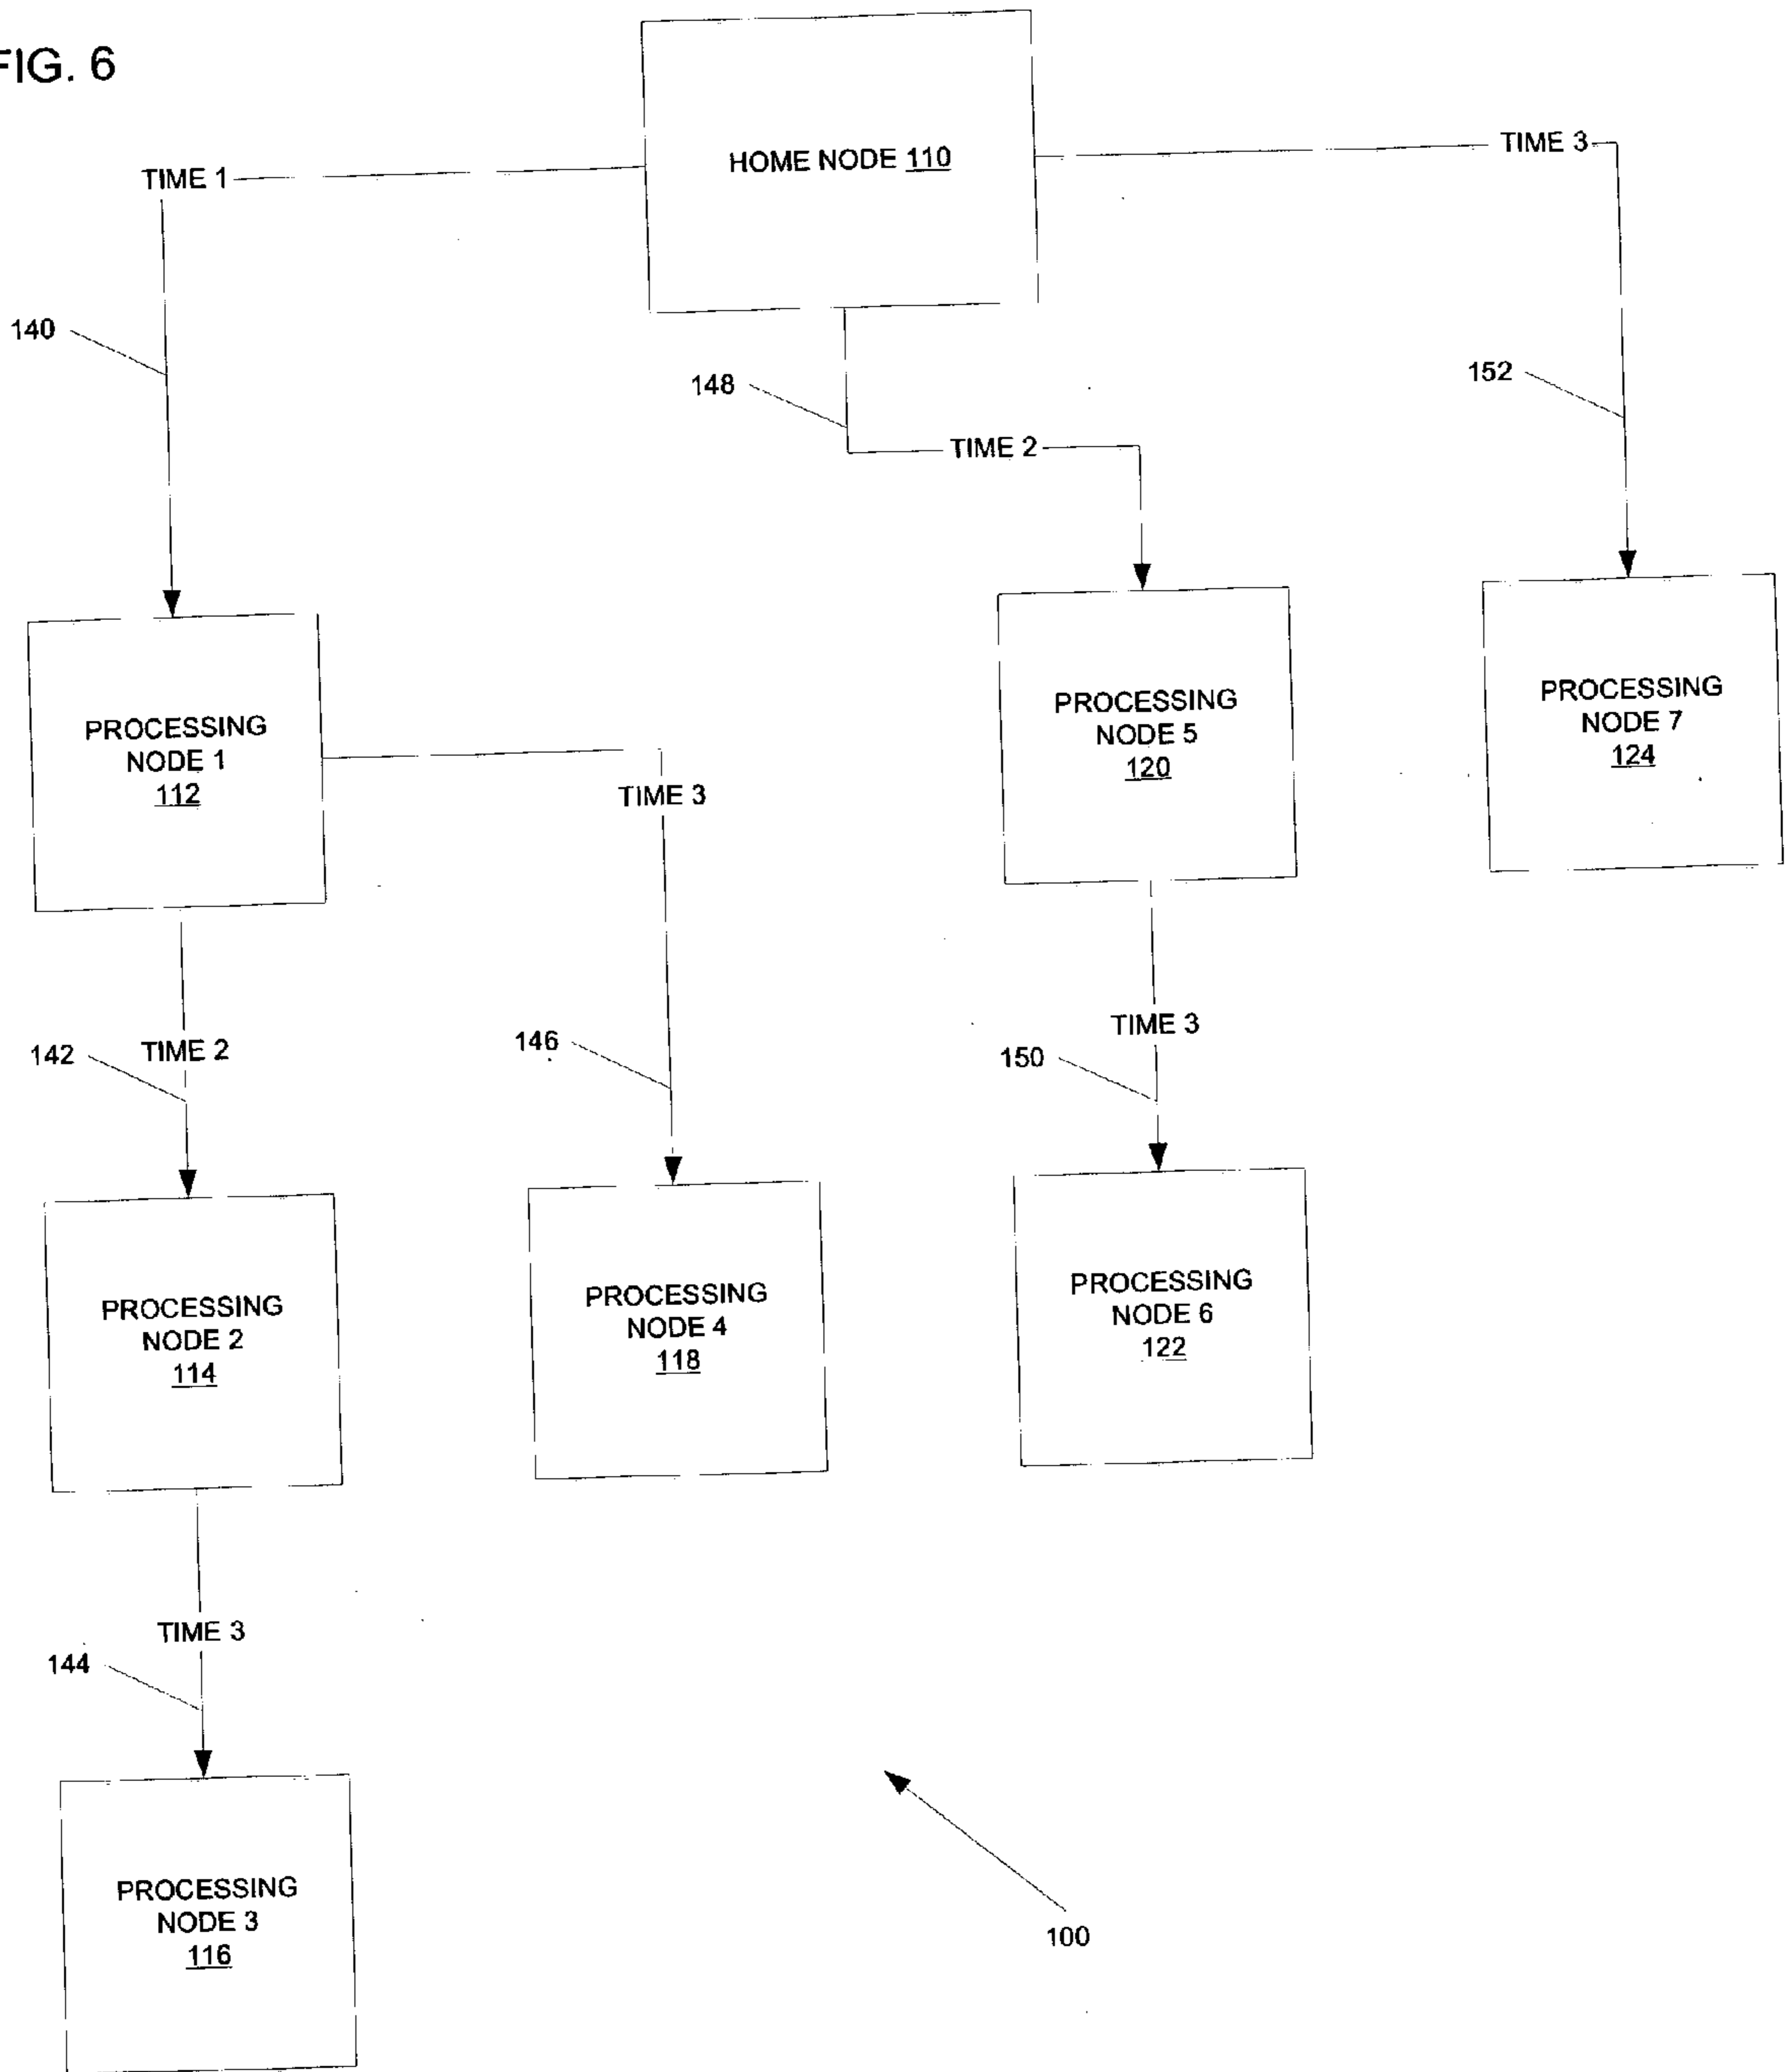 FIG. 6
HOME NODE 110
TIME 1
TIME 3
140
148
152
TIME 2
PROCESSING
NODE 1
112
PROCESSING
NODE 5
120
PROCESSING
NODE 7
124
TIME 3
142
TIME 2
146
150
TIME 3
PROCESSING
NODE 2
114
PROCESSING
NODE 4
118
PROCESSING
NODE 6
122
TIME 3
144
PROCESSING
NODE 3
116
100